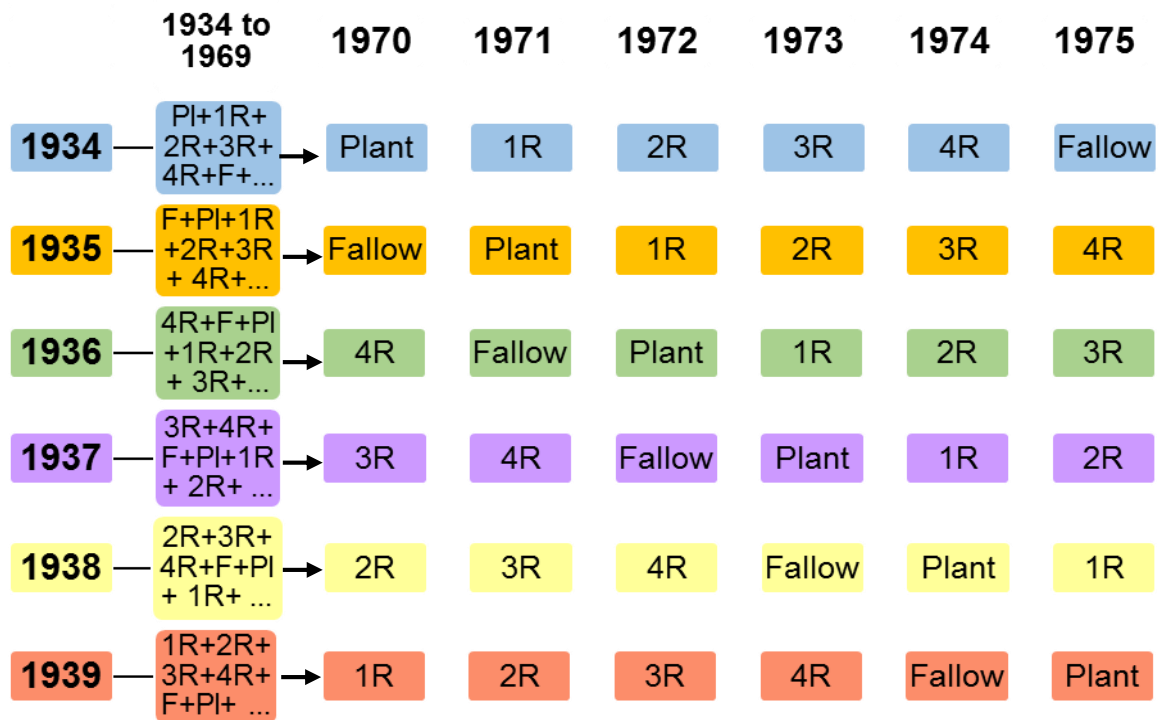 1934 to
1969
1970 1971 1972 1973 1974 1975
1934
Pl+1R+
2R+3R+
4R+F+...
Plant 1R 2R 3R 4R Fallow
1935
F+Pl+1R
+2R+3R
+ 4R+...
Fallow Plant 1R 2R 3R 4R
1936
4R+F+Pl
+1R+2R
+ 3R+...
4R Fallow Plant 1R 2R 3R
1937
3R+4R+
F+Pl+1R
+ 2R+ ...
3R 4R Fallow Plant 1R 2R
1938
2R+3R+
4R+F+Pl
+ 1R+ ...
2R 3R 4R Fallow Plant 1R
1939
1R+2R+
3R+4R+
F+Pl+ ...
1R 2R 3R 4R Fallow Plant